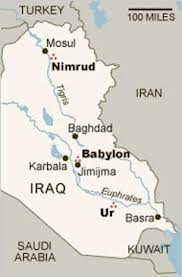 TURKEY
100 MILES
Mosul
Nimrud
Tigris
IRAN
Baghdad
Babylon
Karbala
Jimijma
IRAQ
Euphrates
Ur
Basra
SAUDI
ARABIA
KUWAIT